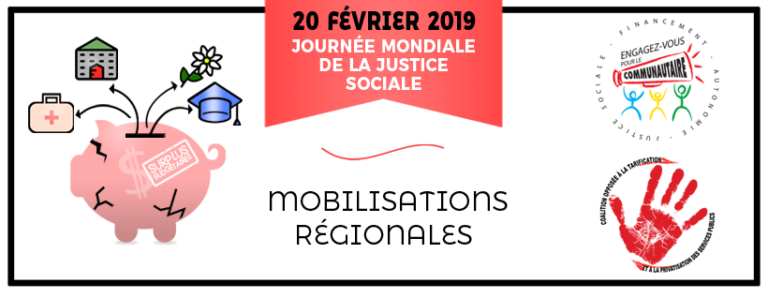 20 FÉVRIER 2019
JOURNÉE MONDIALE
DE LA JUSTICE
SOCIALE
SURPLUS
BUDGÉTAIRES
MOBILISATIONS
RÉGIONALES
FINANCEMENT - AUTONOMIE - JUSTICE SOCIALE -
ENGAGEZ-VOUS
POUR LE
COMMUNAUTAIRE
COALITION OPPOSÉE À LA TARIFICATION
ET À LA PRIVATISATION DES SERVICES PUBLICS